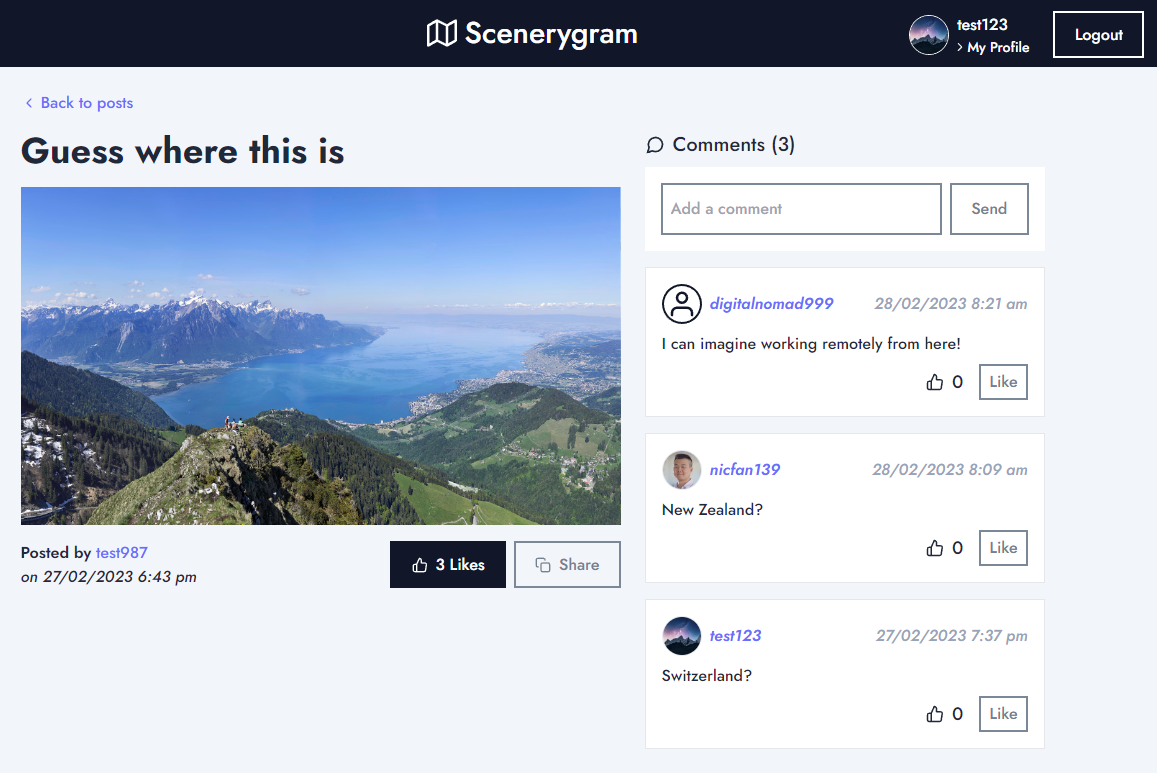 Scenerygram
test123
My Profile
Logout
Back to posts
Guess where this is
Posted by test987
on 27/02/2023 6:43 pm
3 Likes
Share
Comments (3)
Add a comment
Send
digitalnomad999 28/02/2023 8:21 am
I can imagine working remotely from here!
0 Like
nicfan139 28/02/2023 8:09 am
New Zealand?
0 Like
test123 27/02/2023 7:37 pm
Switzerland?
0 Like